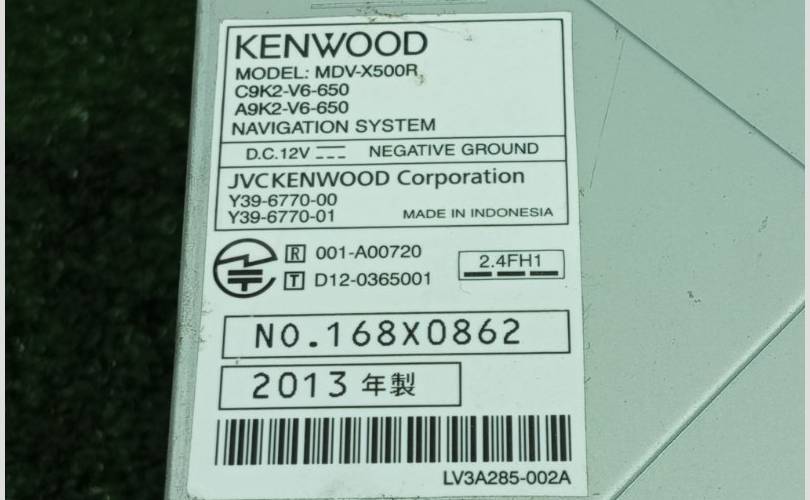 KENWOOD
MODEL: MDV-X500R
C9K2-V6-650
A9K2-V6-650
NAVIGATION SYSTEM
D.C.12V NEGATIVE GROUND
JVCKENWOOD Corporation
Y39-6770-00
Y39-6770-01 MADE IN INDONESIA
R 001-A00720
T D12-0365001
2.4FH1
NO.168X0862
2013 年製
LV3A285-002A